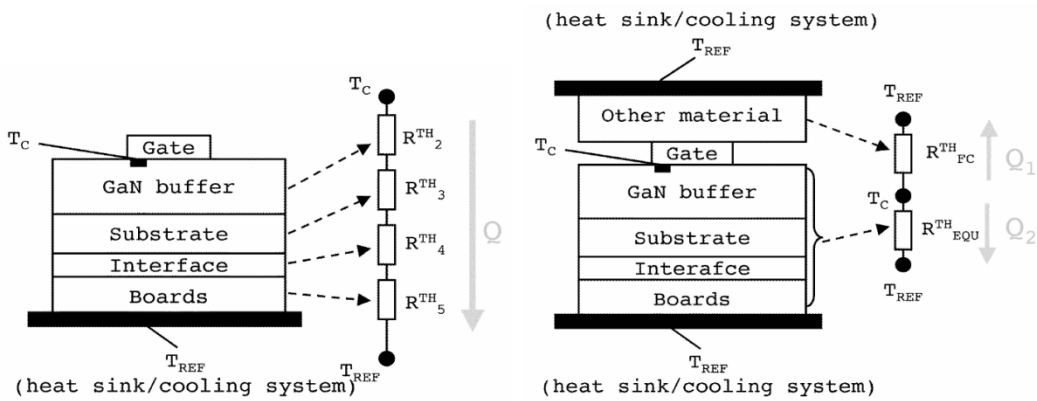 T_C
Gate
T_C
GaN buffer
Substrate
Interface
Boards
T_REF
(heat sink/cooling system)
R^TH_2
R^TH_3
R^TH_4
R^TH_5
T_REF
Q
(heat sink/cooling system)
T_REF
Other material
Gate
T_C
GaN buffer
Substrate
Interafce
Boards
T_REF
(heat sink/cooling system)
T_REF
R^TH_FC
Q_1
T_C
R^TH_EQU
Q_2
T_REF